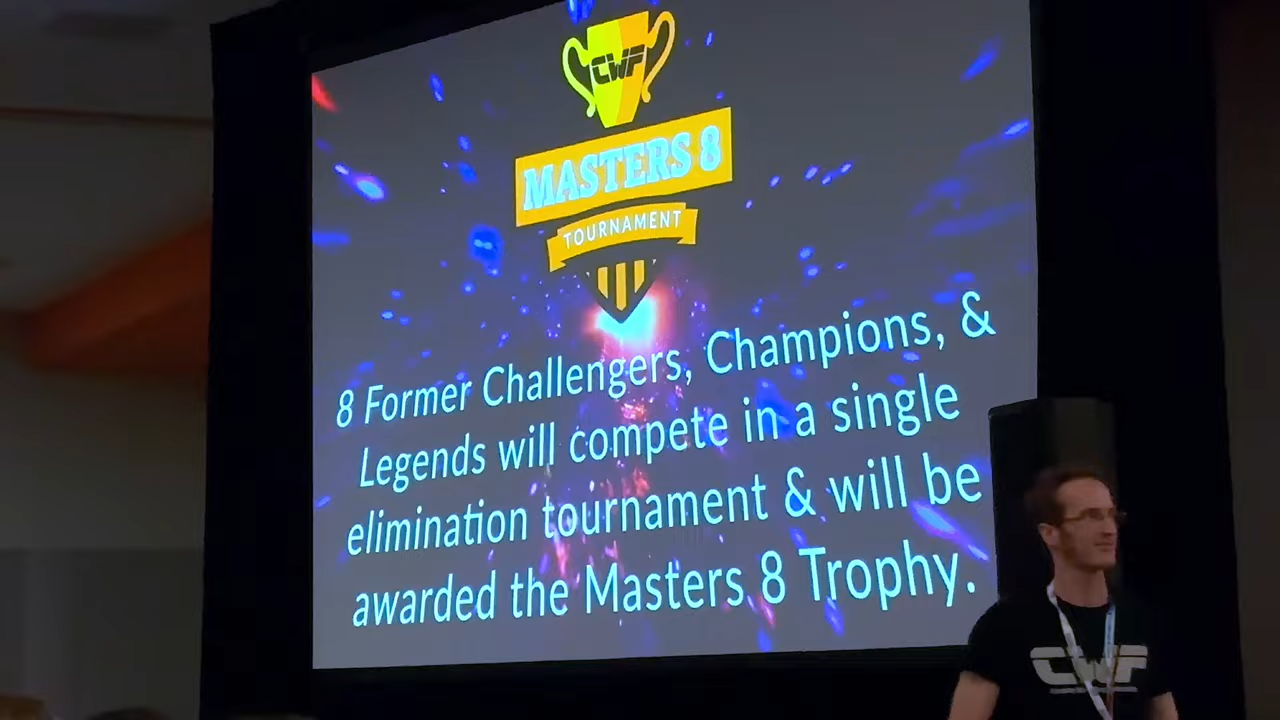 CWF
MASTERS 8
TOURNAMENT
8 Former Challengers, Champions, &
Legends will compete in a single
elimination tournament & will be
awarded the Masters 8 Trophy.
CWF